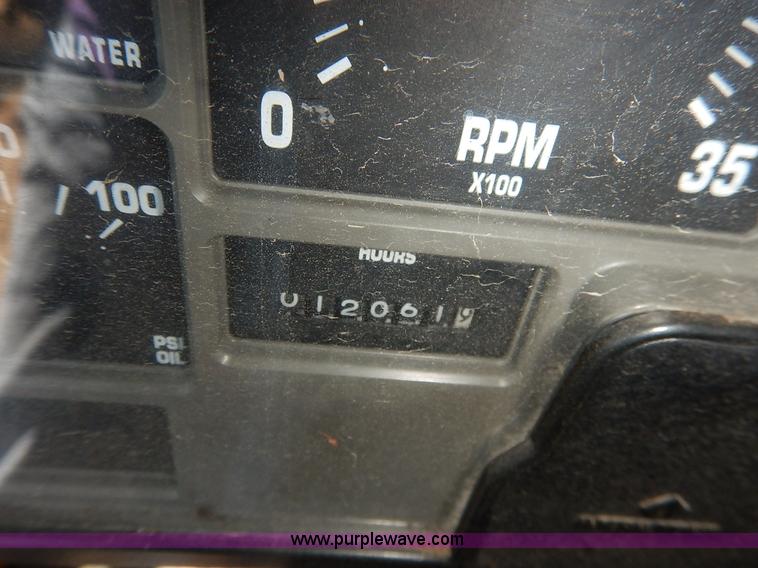 WATER
0
RPM
X100
35
100
HOURS
0120619
PSI
OIL
www.purplewave.com